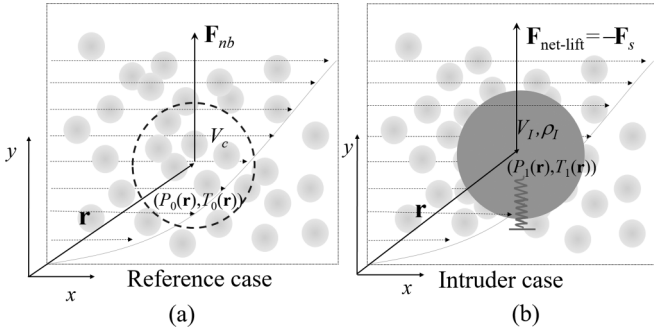 F_nb
V_c
y
(P_0(r),T_0(r))
r
x
Reference case
(a)
F_net-lift=–F_s
V_I,ρ_I
y
(P_1(r),T_1(r))
r
x
Intruder case
(b)